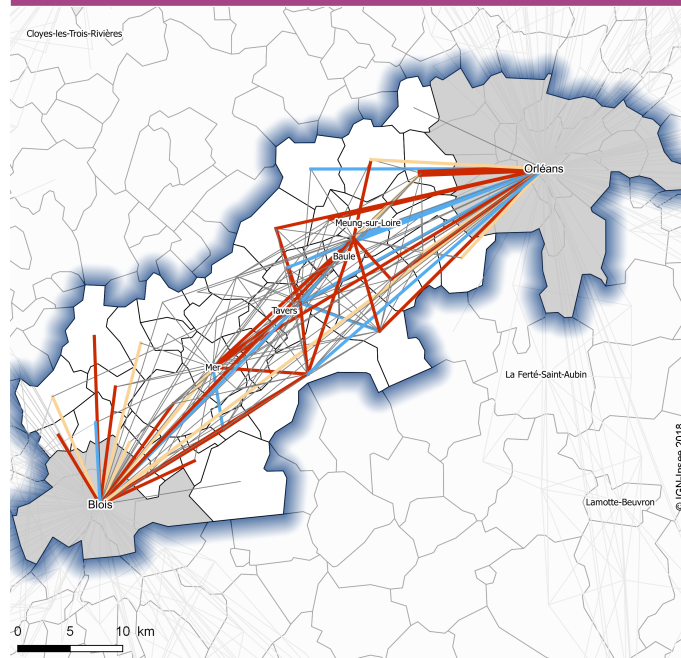 Cloyes-les-Trois-Rivières
Orléans
Meung-sur-Loire
Baule
Tavers
Mer
La Ferté-Saint-Aubin
Blois
Lamotte-Beuvron
© IGN-Insee 2018
0 5 10 km